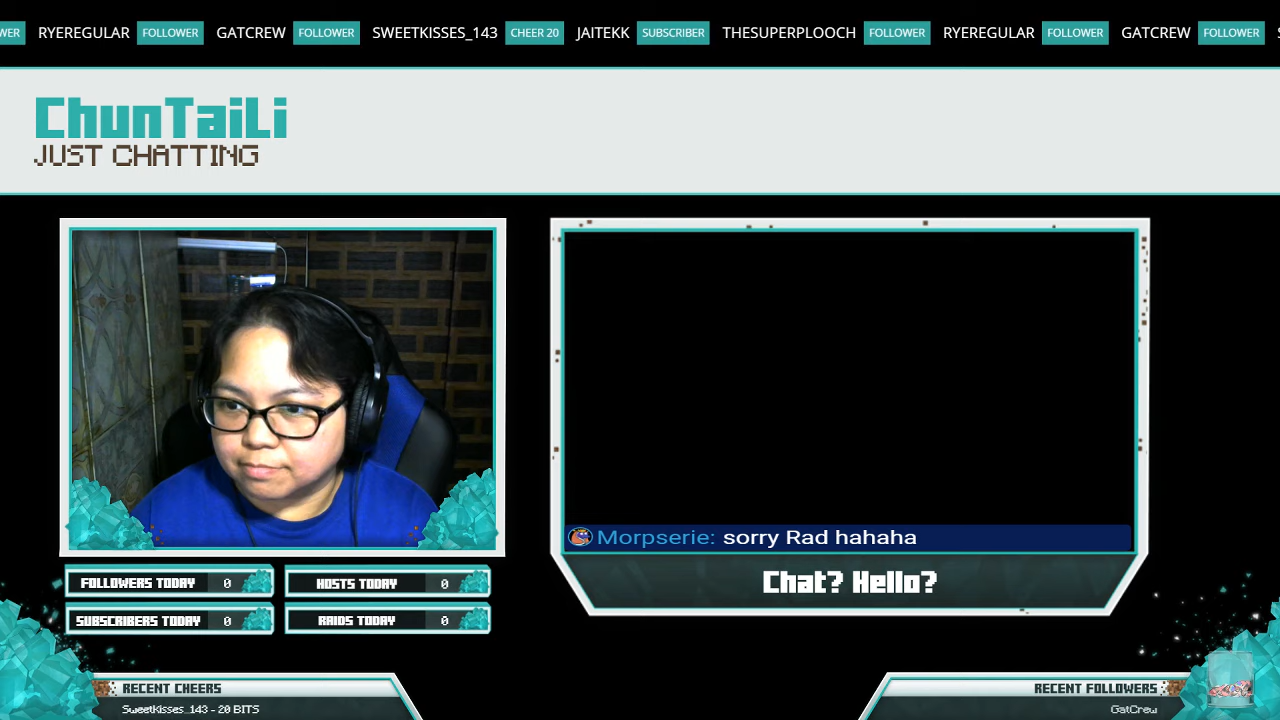 WER RYEREGULAR FOLLOWER GATCREW FOLLOWER SWEETKISSES_143 CHEER 20 JAITEKK SUBSCRIBER THESUPERPLOOCH FOLLOWER RYEREGULAR FOLLOWER GATCREW FOLLOWER S
ChunTaiLi
JUST CHATTING
Morpserie: sorry Rad hahaha
Chat? Hello?
FOLLOWERS TODAY 0
HOSTS TODAY 0
SUBSCRIBERS TODAY 0
RAIDS TODAY 0
RECENT CHEERS
SweetKisses_143 - 20 BITS
RECENT FOLLOWERS
GatCrew